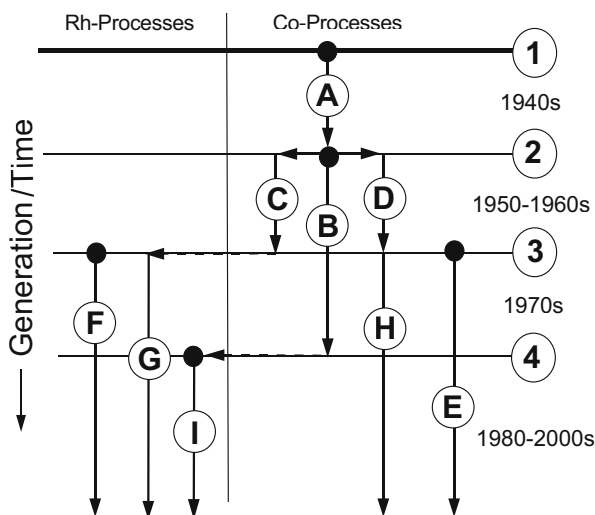 Rh-Processes Co-Processes
1
A
1940s
2
C D
B
1950-1960s
3
1970s
F H
G
4
E
I
1980-2000s
Generation /Time